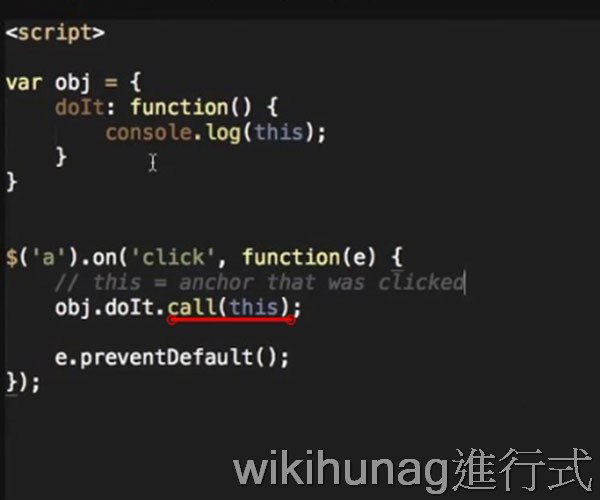 <script>
var obj = {
    doIt: function() {
        console.log(this);
    }
}
$('a').on('click', function(e) {
    // this = anchor that was clicked
    obj.doIt.call(this);
    e.preventDefault();
});
wikihunag進行式